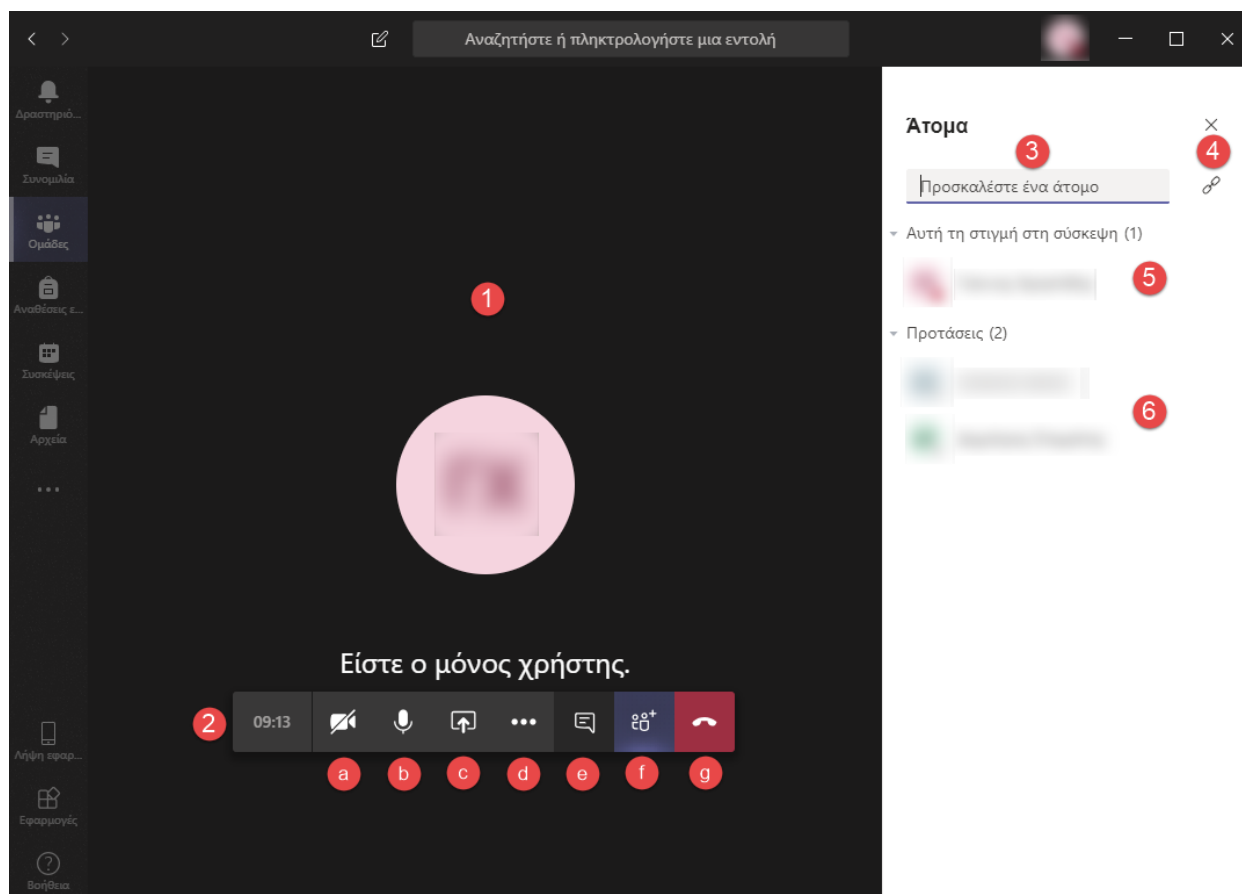 Αναζητήστε ή πληκτρολογήστε μια εντολή
Δραστηριό...
Συνομιλία
Ομάδες
Αναθέσεις ε...
Συσκέψεις
Αρχεία
Λήψη εφαρ...
Εφαρμογές
Βοήθεια
1
Είστε ο μόνος χρήστης.
2
09:13
a b c d e f g
Άτομα
3 4
Προσκαλέστε ένα άτομο
Αυτή τη στιγμή στη σύσκεψη (1)
5
Προτάσεις (2)
6